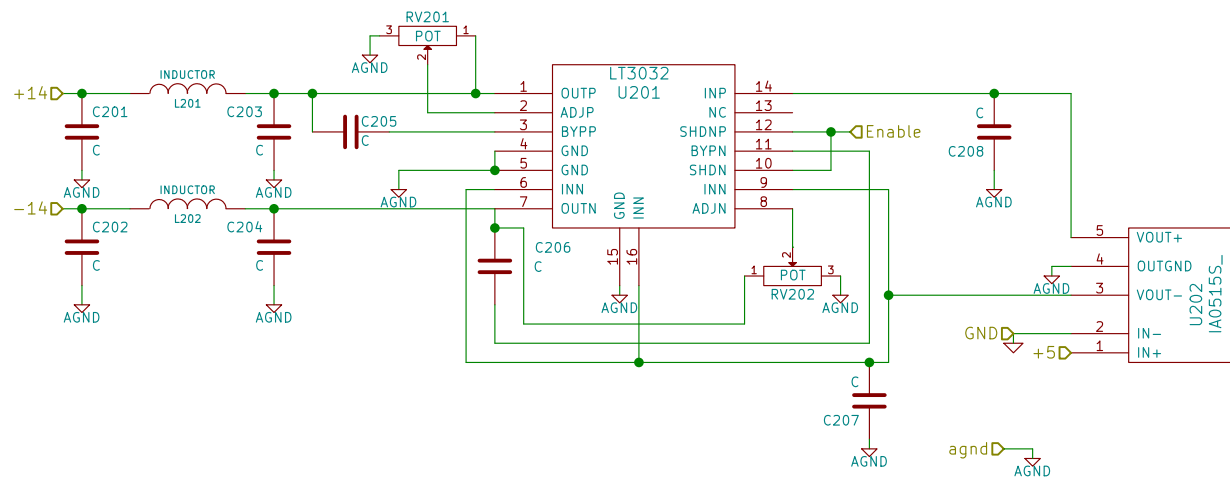 RV201
3 POT 1
2
AGND
+14
INDUCTOR
L201
C201
C
AGND
C203
C
AGND
C205
C
-14
INDUCTOR
L202
C202
C
AGND
C204
C
AGND
LT3032
U201
1 OUTP
2 ADJP
3 BYPP
4 GND
5 GND
6 INN
7 OUTN
INP 14
NC 13
SHDNP 12
BYPN 11
SHDN 10
INN 9
ADJN 8
GND 15
INN 16
AGND
AGND
Enable
C206
C
2
1 POT 3
RV202
AGND
C
C208
AGND
C
C207
AGND
5 VOUT+
4 OUTGND
3 VOUT-
2 IN-
1 IN+
U202
IA0515S_
AGND
GND
+5
agnd
AGND